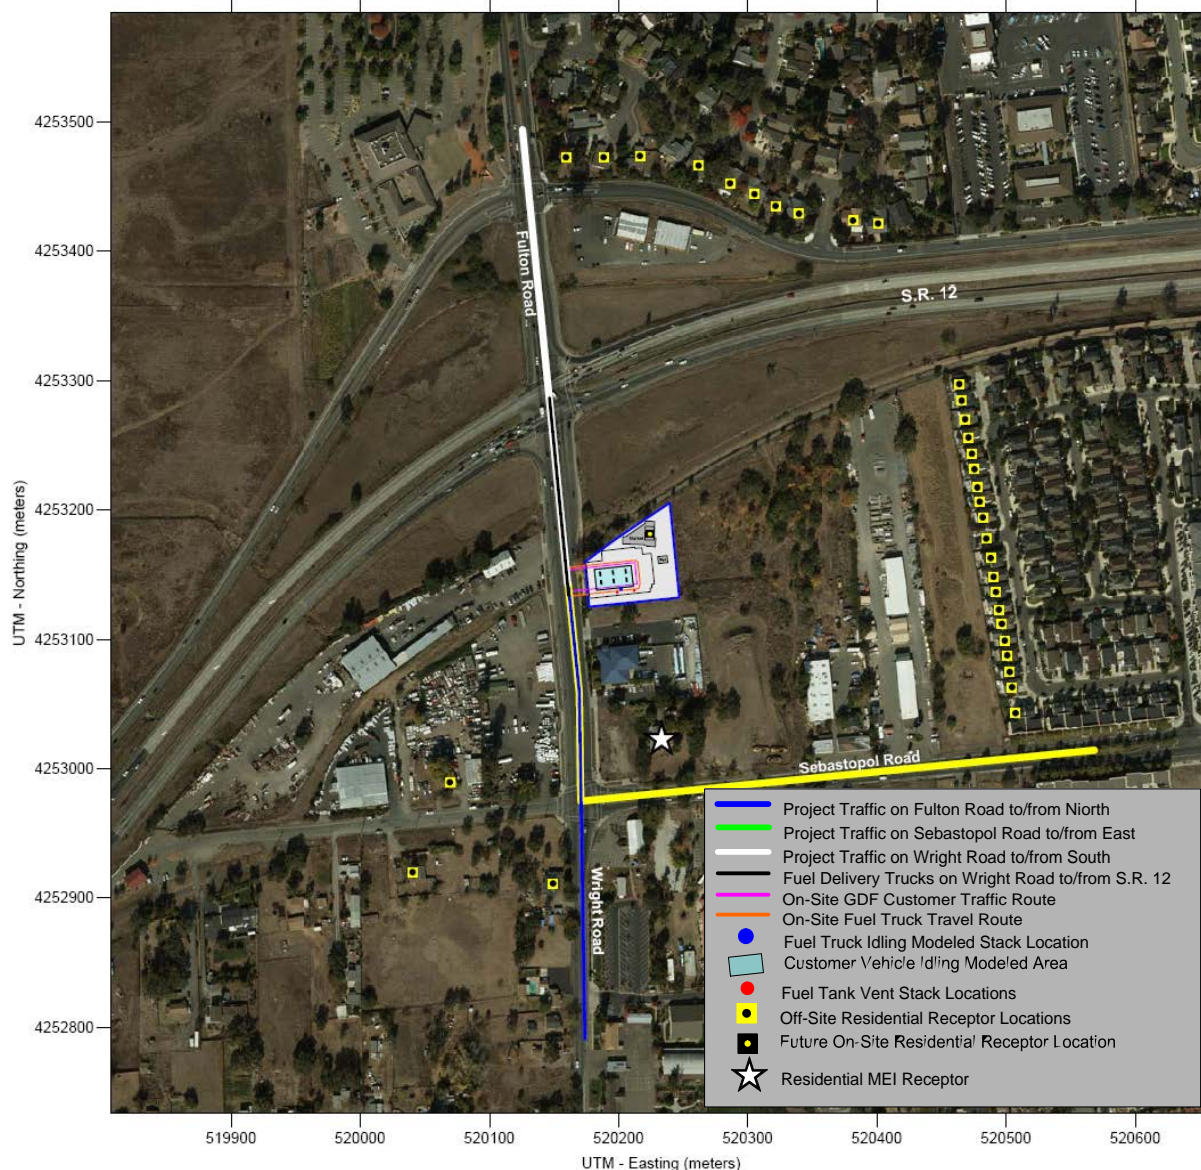 4253500
4253400
4253300
4253200
4253100
4253000
4252900
4252800
UTM - Northing (meters)
Fulton Road
S.R. 12
Market
Sebastopol Road
Wright Road
Project Traffic on Fulton Road to/from Niorth
Project Traffic on Sebastopol Road to/from East
Project Traffic on Wright Road to/from South
Fuel Delivery Trucks on Wright Road to/from S.R. 12
On-Site GDF Customer Traffic Route
On-Site Fuel Truck Travel Route
Fuel Truck Idling Modeled Stack Location
Customer Vehicle Idling Modeled Area
Fuel Tank Vent Stack Locations
Off-Site Residential Receptor Locations
Future On-Site Residential Receptor Location
Residential MEI Receptor
519900 520000 520100 520200 520300 520400 520500 520600
UTM - Easting (meters)